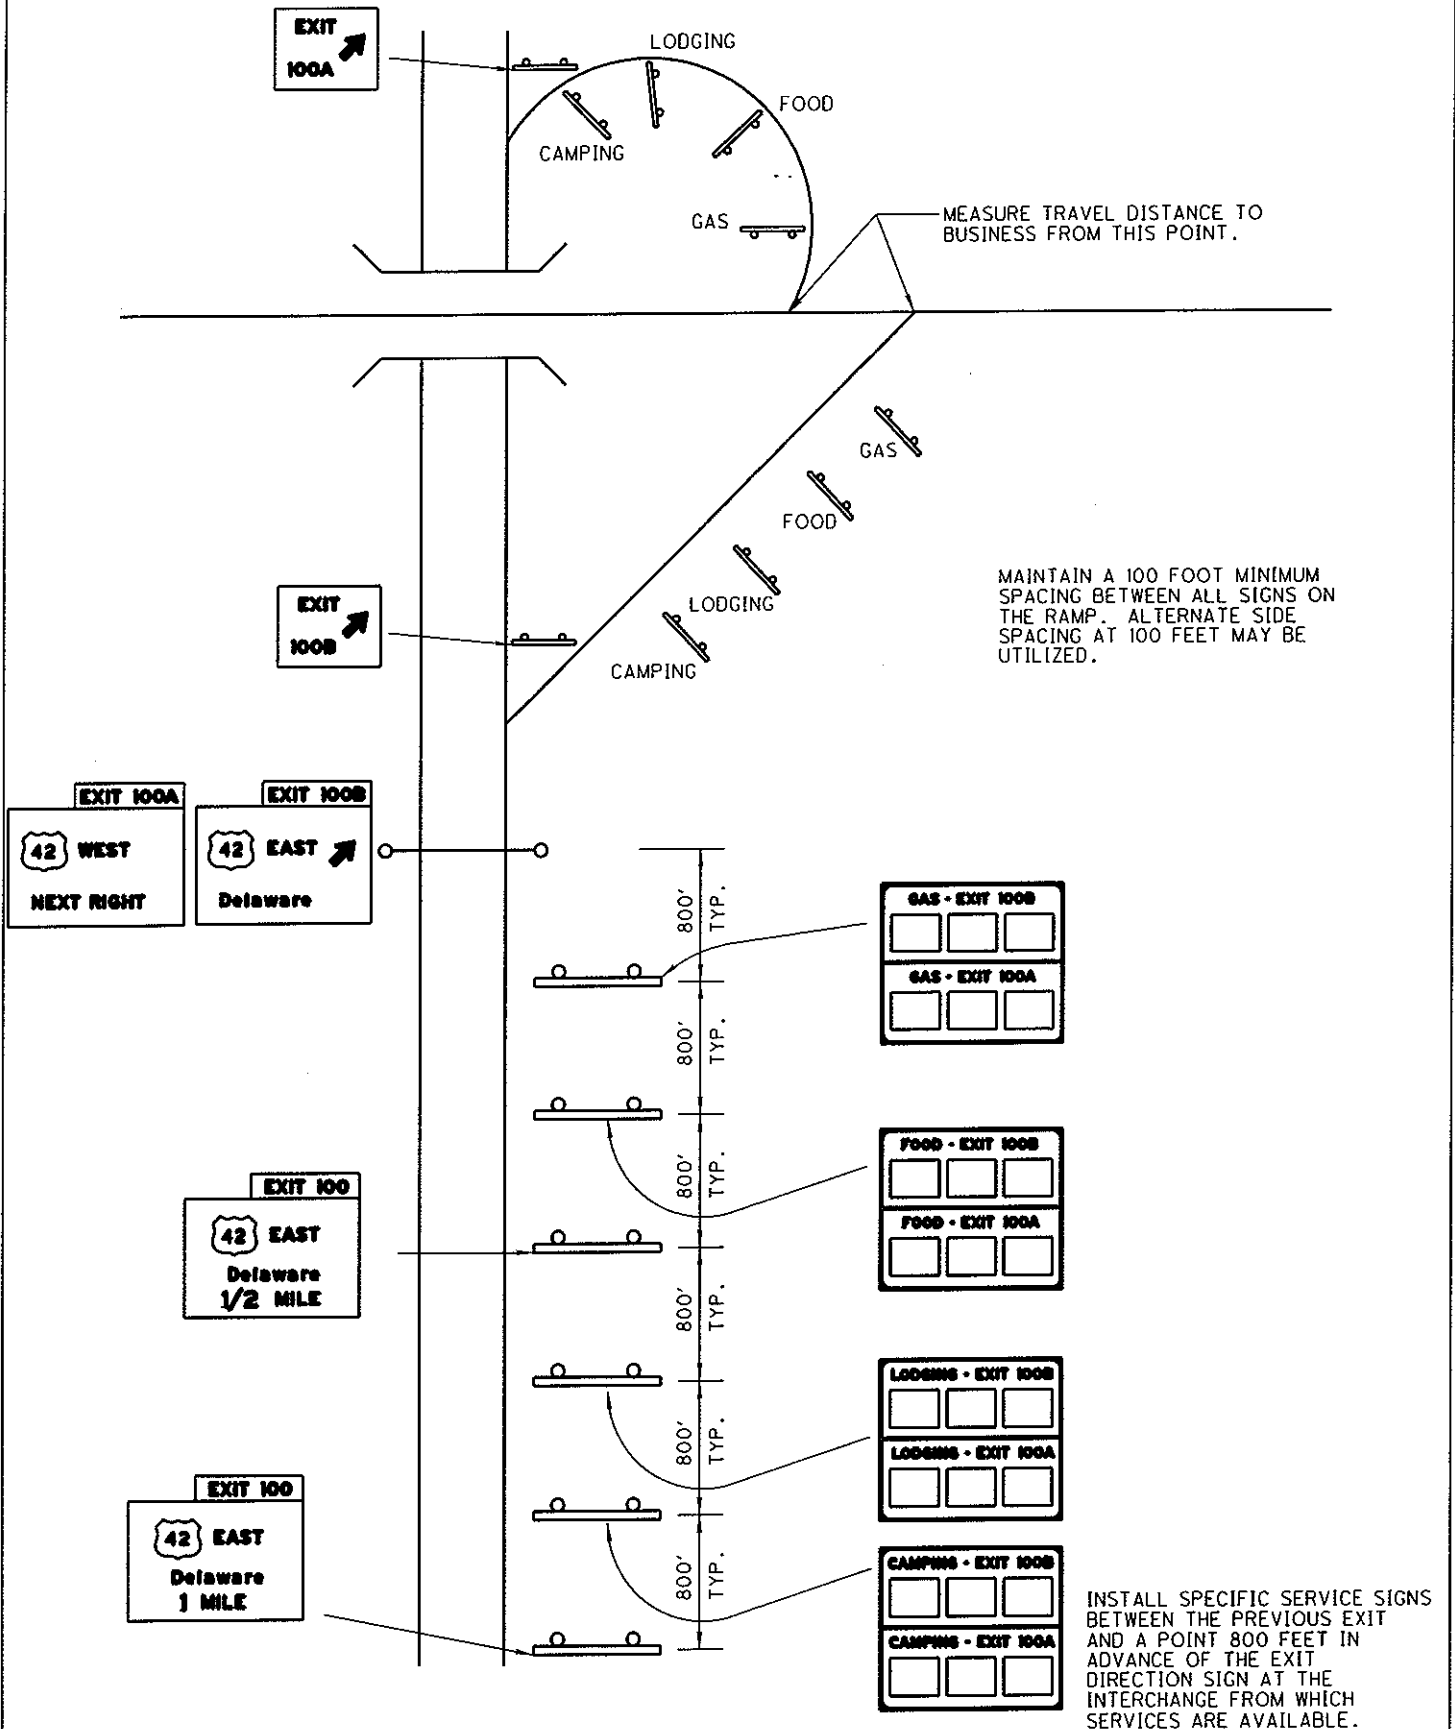 EXIT
100A
LODGING
FOOD
CAMPING
GAS
MEASURE TRAVEL DISTANCE TO
BUSINESS FROM THIS POINT.
GAS
FOOD
LODGING
CAMPING
EXIT
100B
MAINTAIN A 100 FOOT MINIMUM
SPACING BETWEEN ALL SIGNS ON
THE RAMP. ALTERNATE SIDE
SPACING AT 100 FEET MAY BE
UTILIZED.
EXIT 100A
42 WEST
NEXT RIGHT
EXIT 100B
42 EAST
Delaware
800' TYP.
GAS - EXIT 100B
GAS - EXIT 100A
800' TYP.
FOOD - EXIT 100B
FOOD - EXIT 100A
800' TYP.
EXIT 100
42 EAST
Delaware
1/2 MILE
800' TYP.
LODGING - EXIT 100B
LODGING - EXIT 100A
800' TYP.
EXIT 100
42 EAST
Delaware
1 MILE
800' TYP.
CAMPING - EXIT 100B
CAMPING - EXIT 100A
INSTALL SPECIFIC SERVICE SIGNS
BETWEEN THE PREVIOUS EXIT
AND A POINT 800 FEET IN
ADVANCE OF THE EXIT
DIRECTION SIGN AT THE
INTERCHANGE FROM WHICH
SERVICES ARE AVAILABLE.